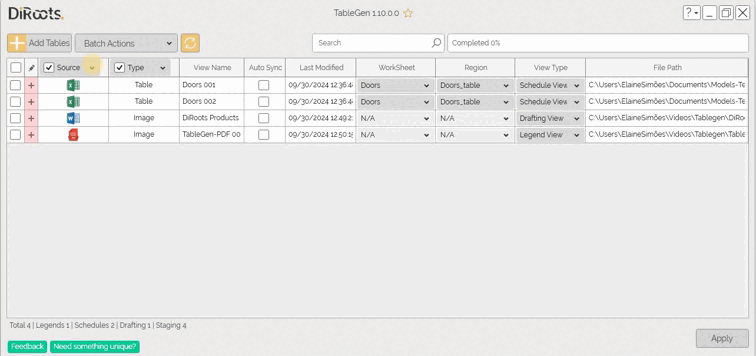 DiRoots.
TableGen 1.10.0.0
?
Add Tables
Batch Actions
Search
Completed 0%
Source Type View Name Auto Sync Last Modified WorkSheet Region View Type File Path
+ Table Doors 001 09/30/2024 12:36:4 Doors Doors_table Schedule View C:\Users\ElaineSimões\Documents\Models-Te
+ Table Doors 002 09/30/2024 12:36:4 Doors Doors_table Schedule View C:\Users\ElaineSimões\Documents\Models-Te
+ Image DiRoots Products 09/30/2024 12:49:2 N/A N/A Drafting View C:\Users\ElaineSimões\Videos\Tablegen\DiRo
+ Image TableGen-PDF 00 09/30/2024 12:50:1 N/A N/A Legend View C:\Users\ElaineSimões\Videos\Tablegen\Table
Total 4 | Legends 1 | Schedules 2 | Drafting 1 | Staging 4
Apply
Feedback
Need something unique?